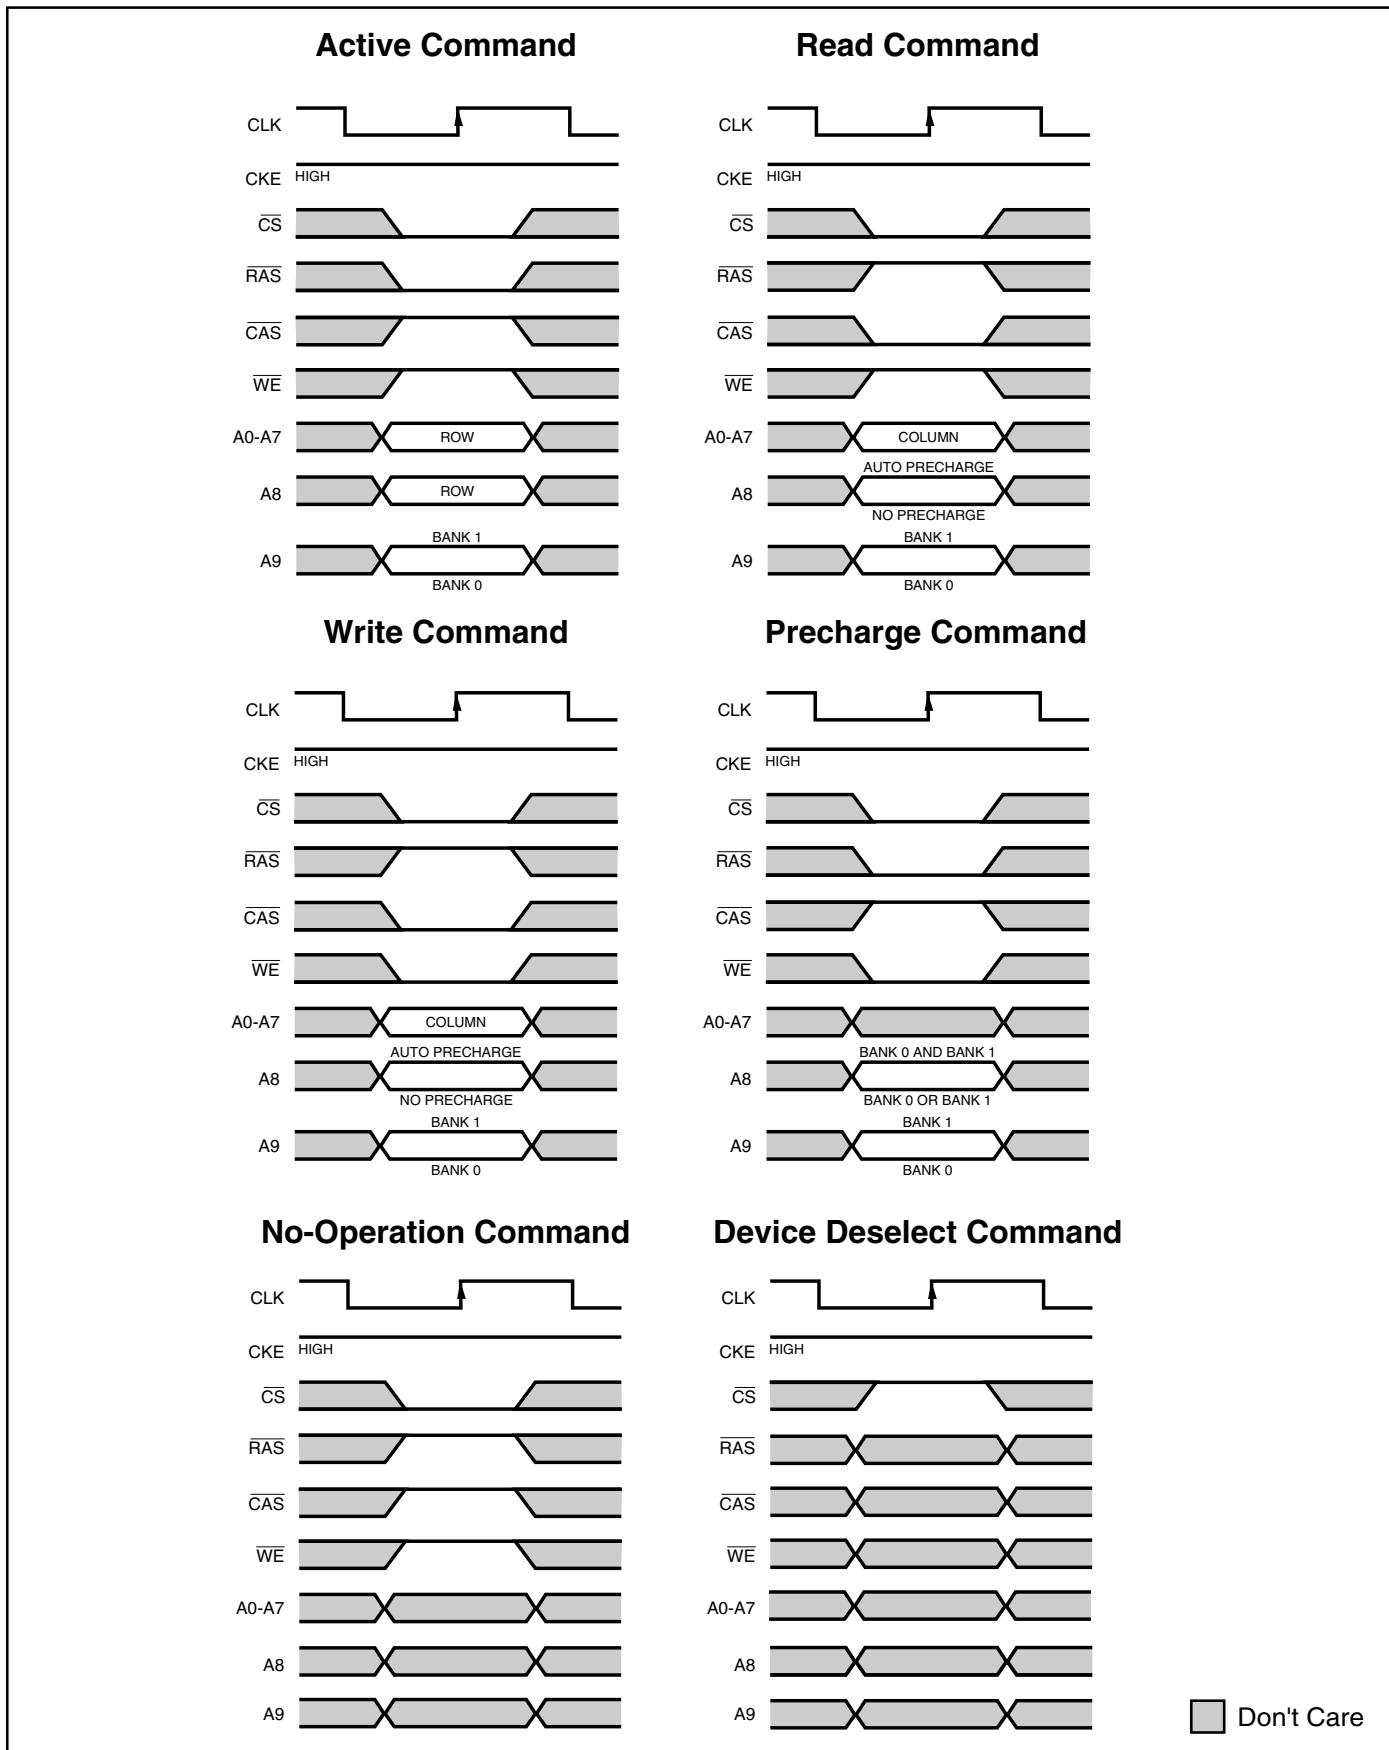 Active Command
CLK
CKE HIGH
CS
RAS
CAS
WE
A0-A7 ROW
A8 ROW
BANK 1
A9
BANK 0
Read Command
CLK
CKE HIGH
CS
RAS
CAS
WE
A0-A7 COLUMN
AUTO PRECHARGE
A8
NO PRECHARGE
BANK 1
A9
BANK 0
Write Command
CLK
CKE HIGH
CS
RAS
CAS
WE
A0-A7 COLUMN
AUTO PRECHARGE
A8
NO PRECHARGE
BANK 1
A9
BANK 0
Precharge Command
CLK
CKE HIGH
CS
RAS
CAS
WE
A0-A7
BANK 0 AND BANK 1
A8
BANK 0 OR BANK 1
BANK 1
A9
BANK 0
No-Operation Command
CLK
CKE HIGH
CS
RAS
CAS
WE
A0-A7
A8
A9
Device Deselect Command
CLK
CKE HIGH
CS
RAS
CAS
WE
A0-A7
A8
A9
Don't Care